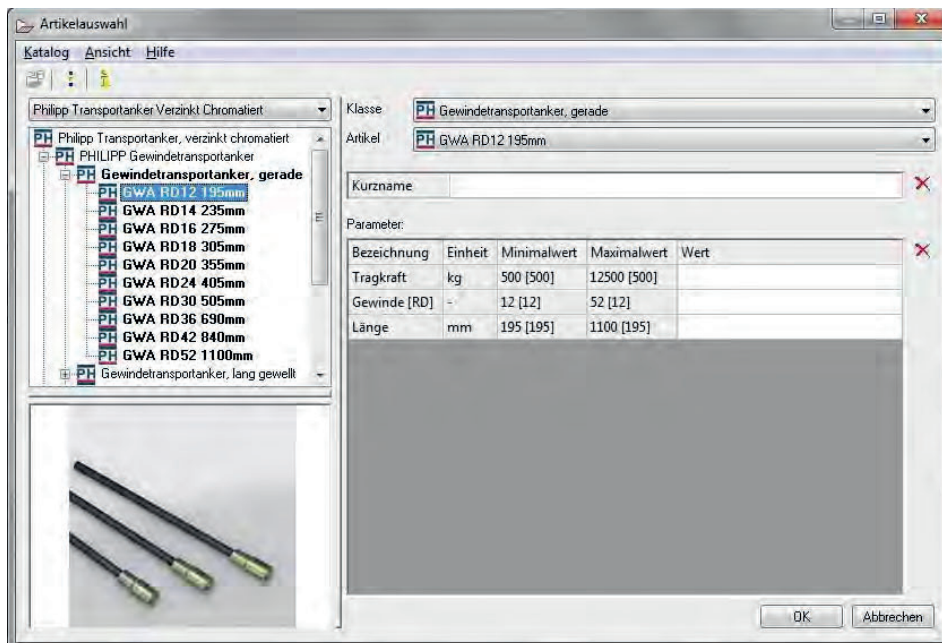 Artikelauswahl
Katalog Ansicht Hilfe
Philipp Transportanker Verzinkt Chromatiert
PH Philipp Transportanker, verzinkt chromatiert
PH PHILIPP Gewindetransportanker
PH Gewindetransportanker, gerade
PH GWA RD12 195mm
PH GWA RD14 235mm
PH GWA RD16 275mm
PH GWA RD18 305mm
PH GWA RD20 355mm
PH GWA RD24 405mm
PH GWA RD30 505mm
PH GWA RD36 690mm
PH GWA RD42 840mm
PH GWA RD52 1100mm
PH Gewindetransportanker, lang gewellt
Klasse PH Gewindetransportanker, gerade
Artikel PH GWA RD12 195mm
Kurzname
Parameter:
Bezeichnung Einheit Minimalwert Maximalwert Wert
Tragkraft kg 500 [500] 12500 [500]
Gewinde [RD] - 12 [12] 52 [12]
Länge mm 195 [195] 1100 [195]
OK Abbrechen